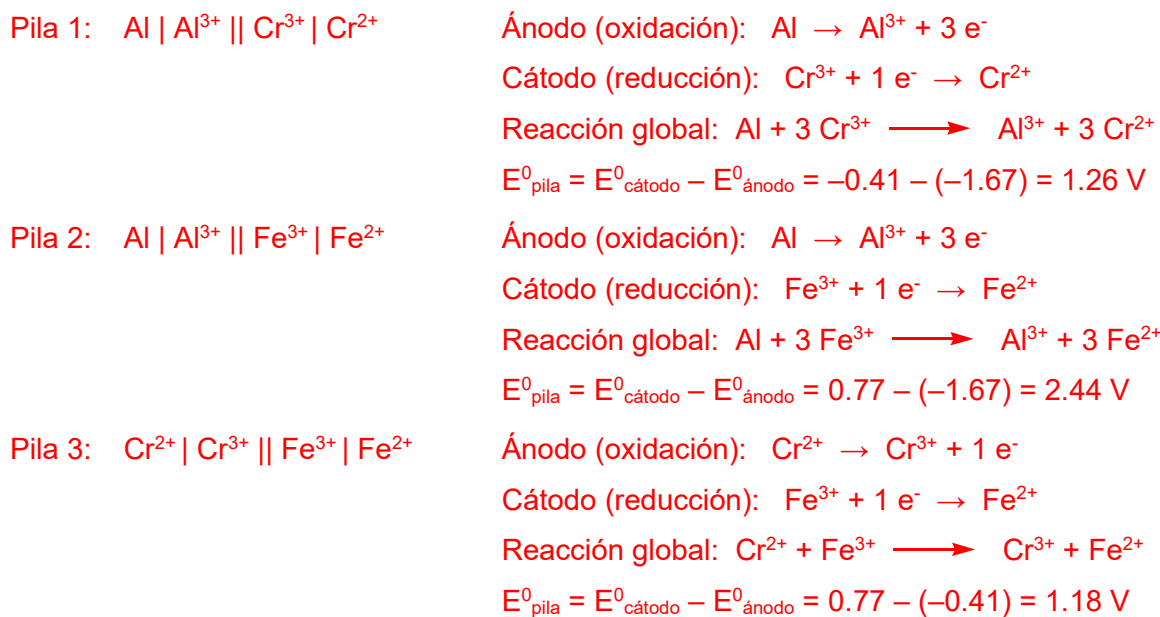 Pila 1: Al | Al³⁺ || Cr³⁺ | Cr²⁺ Ánodo (oxidación): Al → Al³⁺ + 3 e⁻
Cátodo (reducción): Cr³⁺ + 1 e⁻ → Cr²⁺
Reacción global: Al + 3 Cr³⁺ → Al³⁺ + 3 Cr²⁺
E⁰pila = E⁰cátodo – E⁰ánodo = –0.41 – (–1.67) = 1.26 V
Pila 2: Al | Al³⁺ || Fe³⁺ | Fe²⁺ Ánodo (oxidación): Al → Al³⁺ + 3 e⁻
Cátodo (reducción): Fe³⁺ + 1 e⁻ → Fe²⁺
Reacción global: Al + 3 Fe³⁺ → Al³⁺ + 3 Fe²⁺
E⁰pila = E⁰cátodo – E⁰ánodo = 0.77 – (–1.67) = 2.44 V
Pila 3: Cr²⁺ | Cr³⁺ || Fe³⁺ | Fe²⁺ Ánodo (oxidación): Cr²⁺ → Cr³⁺ + 1 e⁻
Cátodo (reducción): Fe³⁺ + 1 e⁻ → Fe²⁺
Reacción global: Cr²⁺ + Fe³⁺ → Cr³⁺ + Fe²⁺
E⁰pila = E⁰cátodo – E⁰ánodo = 0.77 – (–0.41) = 1.18 V